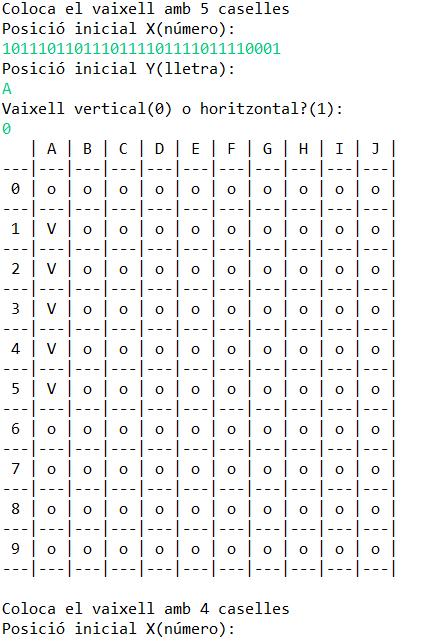 Coloca el vaixell amb 5 caselles
Posició inicial X(número):
1011101101110111101111011110001
Posició inicial Y(lletra):
A
Vaixell vertical(0) o horitzontal?(1):
0
   | A | B | C | D | E | F | G | H | I | J |
---|---|---|---|---|---|---|---|---|---|---|
 0 | o | o | o | o | o | o | o | o | o | o |
---|---|---|---|---|---|---|---|---|---|---|
 1 | V | o | o | o | o | o | o | o | o | o |
---|---|---|---|---|---|---|---|---|---|---|
 2 | V | o | o | o | o | o | o | o | o | o |
---|---|---|---|---|---|---|---|---|---|---|
 3 | V | o | o | o | o | o | o | o | o | o |
---|---|---|---|---|---|---|---|---|---|---|
 4 | V | o | o | o | o | o | o | o | o | o |
---|---|---|---|---|---|---|---|---|---|---|
 5 | V | o | o | o | o | o | o | o | o | o |
---|---|---|---|---|---|---|---|---|---|---|
 6 | o | o | o | o | o | o | o | o | o | o |
---|---|---|---|---|---|---|---|---|---|---|
 7 | o | o | o | o | o | o | o | o | o | o |
---|---|---|---|---|---|---|---|---|---|---|
 8 | o | o | o | o | o | o | o | o | o | o |
---|---|---|---|---|---|---|---|---|---|---|
 9 | o | o | o | o | o | o | o | o | o | o |
---|---|---|---|---|---|---|---|---|---|---|
Coloca el vaixell amb 4 caselles
Posició inicial X(número):